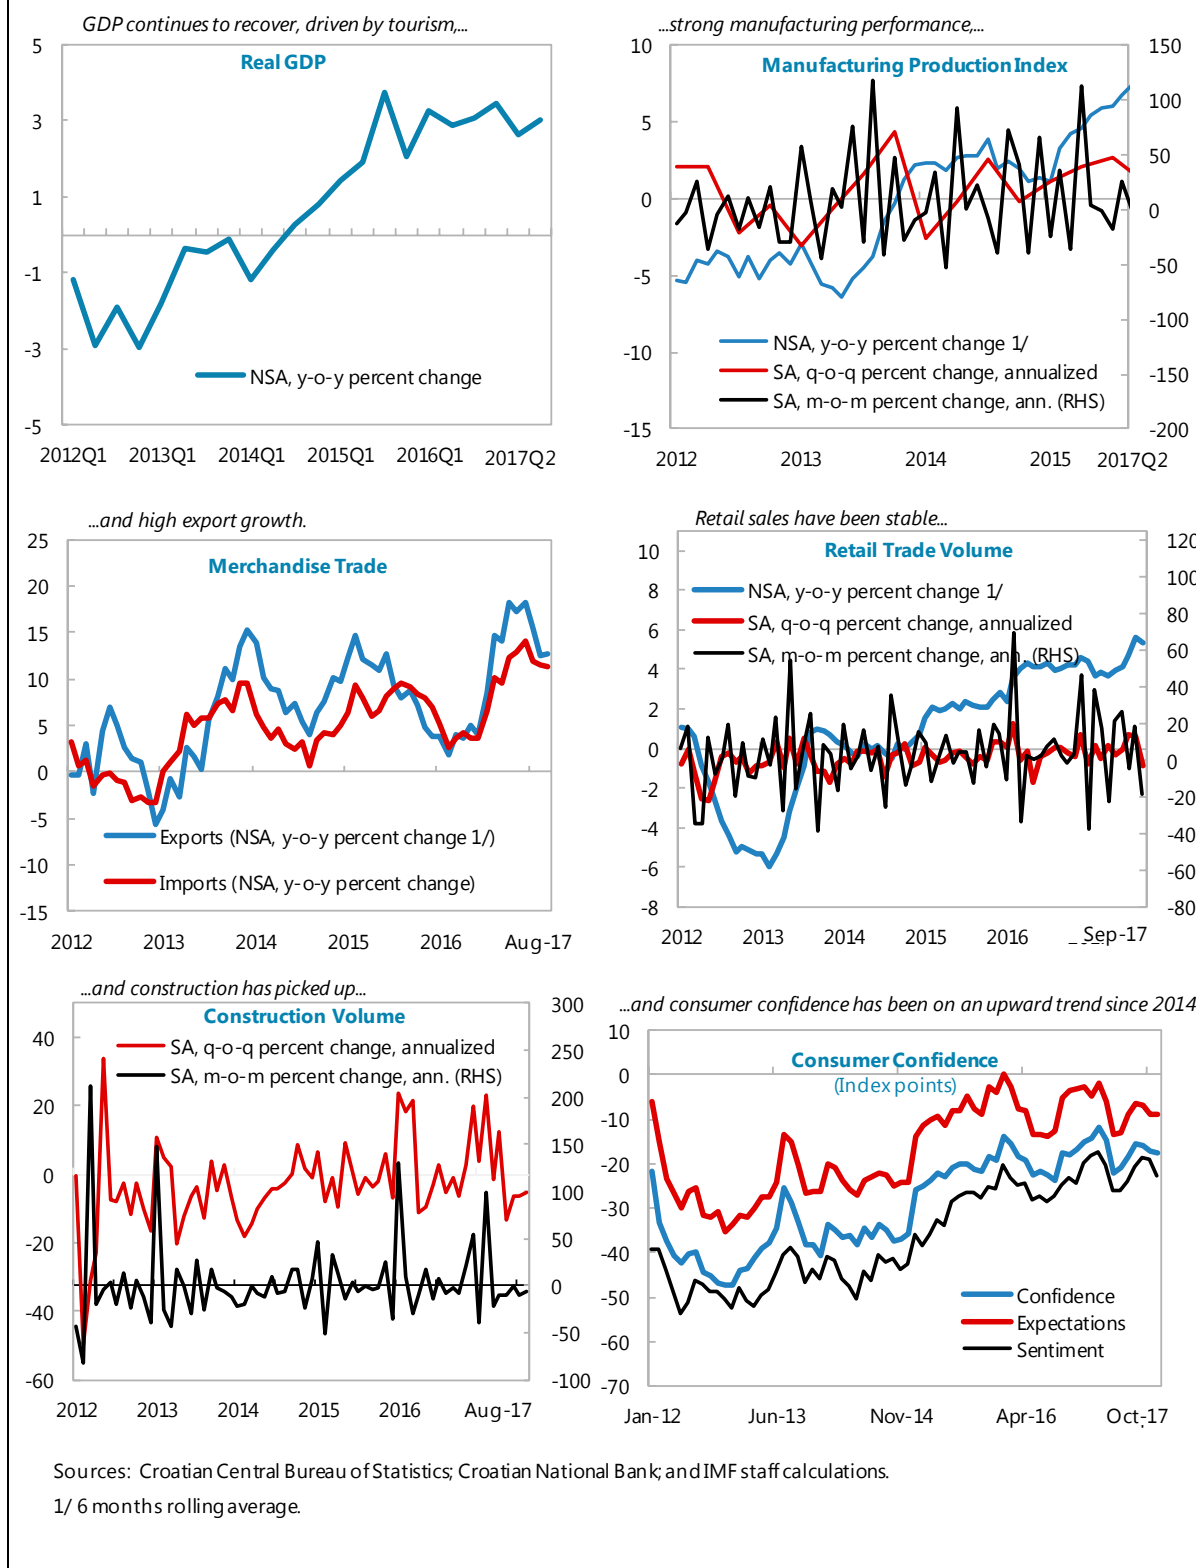 GDP continues to recover, driven by tourism,...
Real GDP
5
3
1
-1
-3
-5
NSA, y-o-y percent change
2012Q1 2013Q1 2014Q1 2015Q1 2016Q1 2017Q2
...strong manufacturing performance,...
Manufacturing Production Index
10
5
0
-5
-10
-15
150
100
50
0
-50
-100
-150
-200
NSA, y-o-y percent change 1/
SA, q-o-q percent change, annualized
SA, m-o-m percent change, ann. (RHS)
2012 2013 2014 2015 2017Q2
...and high export growth.
Merchandise Trade
25
20
15
10
5
0
-5
-10
-15
Exports (NSA, y-o-y percent change 1/)
Imports (NSA, y-o-y percent change)
2012 2013 2014 2015 2016 Aug-17
Retail sales have been stable...
Retail Trade Volume
10
8
6
4
2
0
-2
-4
-6
-8
120
100
80
60
40
20
0
-20
-40
-60
-80
NSA, y-o-y percent change 1/
SA, q-o-q percent change, annualized
SA, m-o-m percent change, ann. (RHS)
2012 2013 2014 2015 2016 Sep-17
...and construction has picked up...
Construction Volume
40
20
0
-20
-40
-60
300
250
200
150
100
50
0
-50
-100
SA, q-o-q percent change, annualized
SA, m-o-m percent change, ann. (RHS)
2012 2013 2014 2015 2016 Aug-17
...and consumer confidence has been on an upward trend since 2014
Consumer Confidence
(Index points)
10
0
-10
-20
-30
-40
-50
-60
-70
Confidence
Expectations
Sentiment
Jan-12 Jun-13 Nov-14 Apr-16 Oct-17
Sources: Croatian Central Bureau of Statistics; Croatian National Bank; and IMF staff calculations.
1/ 6 months rolling average.